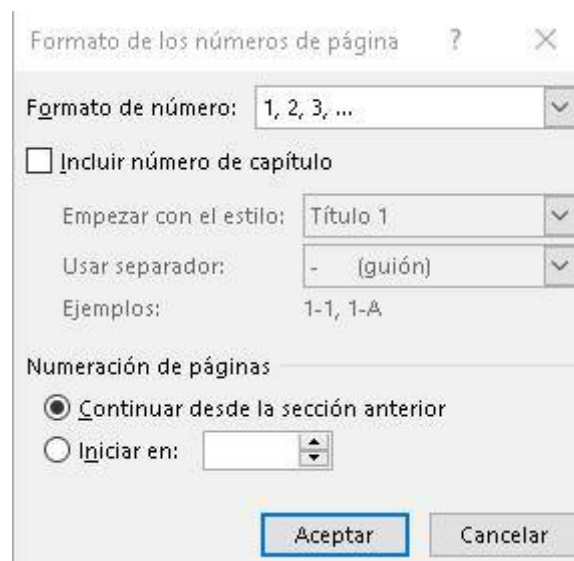 Formato de los números de página ? ×
Formato de número: 1, 2, 3, ...
Incluir número de capítulo
Empezar con el estilo: Título 1
Usar separador: - (guión)
Ejemplos: 1-1, 1-A
Numeración de páginas
Continuar desde la sección anterior
Iniciar en:
Aceptar Cancelar